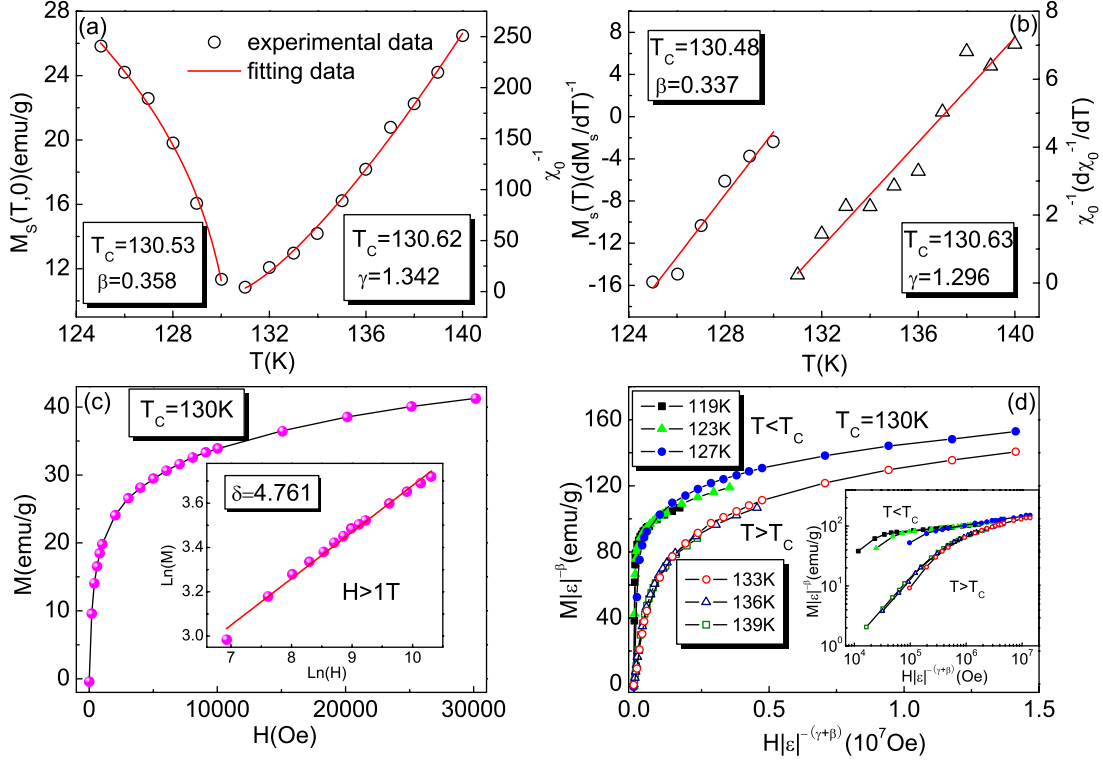 (a)
experimental data
fitting data
T_C=130.53
β=0.358
T_C=130.62
γ=1.342
M_S(T,0)(emu/g)
28
24
20
16
12
χ_0^-1
250
200
150
100
50
0
124 128 132 136 140
T(K)
(b)
T_C=130.48
β=0.337
T_C=130.63
γ=1.296
M_s(T)(dM_s/dT)^-1
8
4
0
-4
-8
-12
-16
χ_0^-1(dχ_0^-1/dT)
8
6
4
2
0
124 128 132 136 140
T(K)
(c)
T_C=130K
M(emu/g)
50
40
30
20
10
0
0 10000 20000 30000
H(Oe)
δ=4.761
H>1T
Ln(M)
3.6
3.4
3.2
3.0
7 8 9 10
Ln(H)
(d)
119K
123K
127K
T<T_C
T_C=130K
T>T_C
133K
136K
139K
M|ε|^-β(emu/g)
160
120
80
40
0
0.0 0.5 1.0 1.5
H|ε|^-(γ+β) (10^7Oe)
T<T_C
T>T_C
M|ε|^-β(emu/g)
10^2
10^1
10^0
10^4 10^5 10^6 10^7
H|ε|^-(γ+β)(Oe)